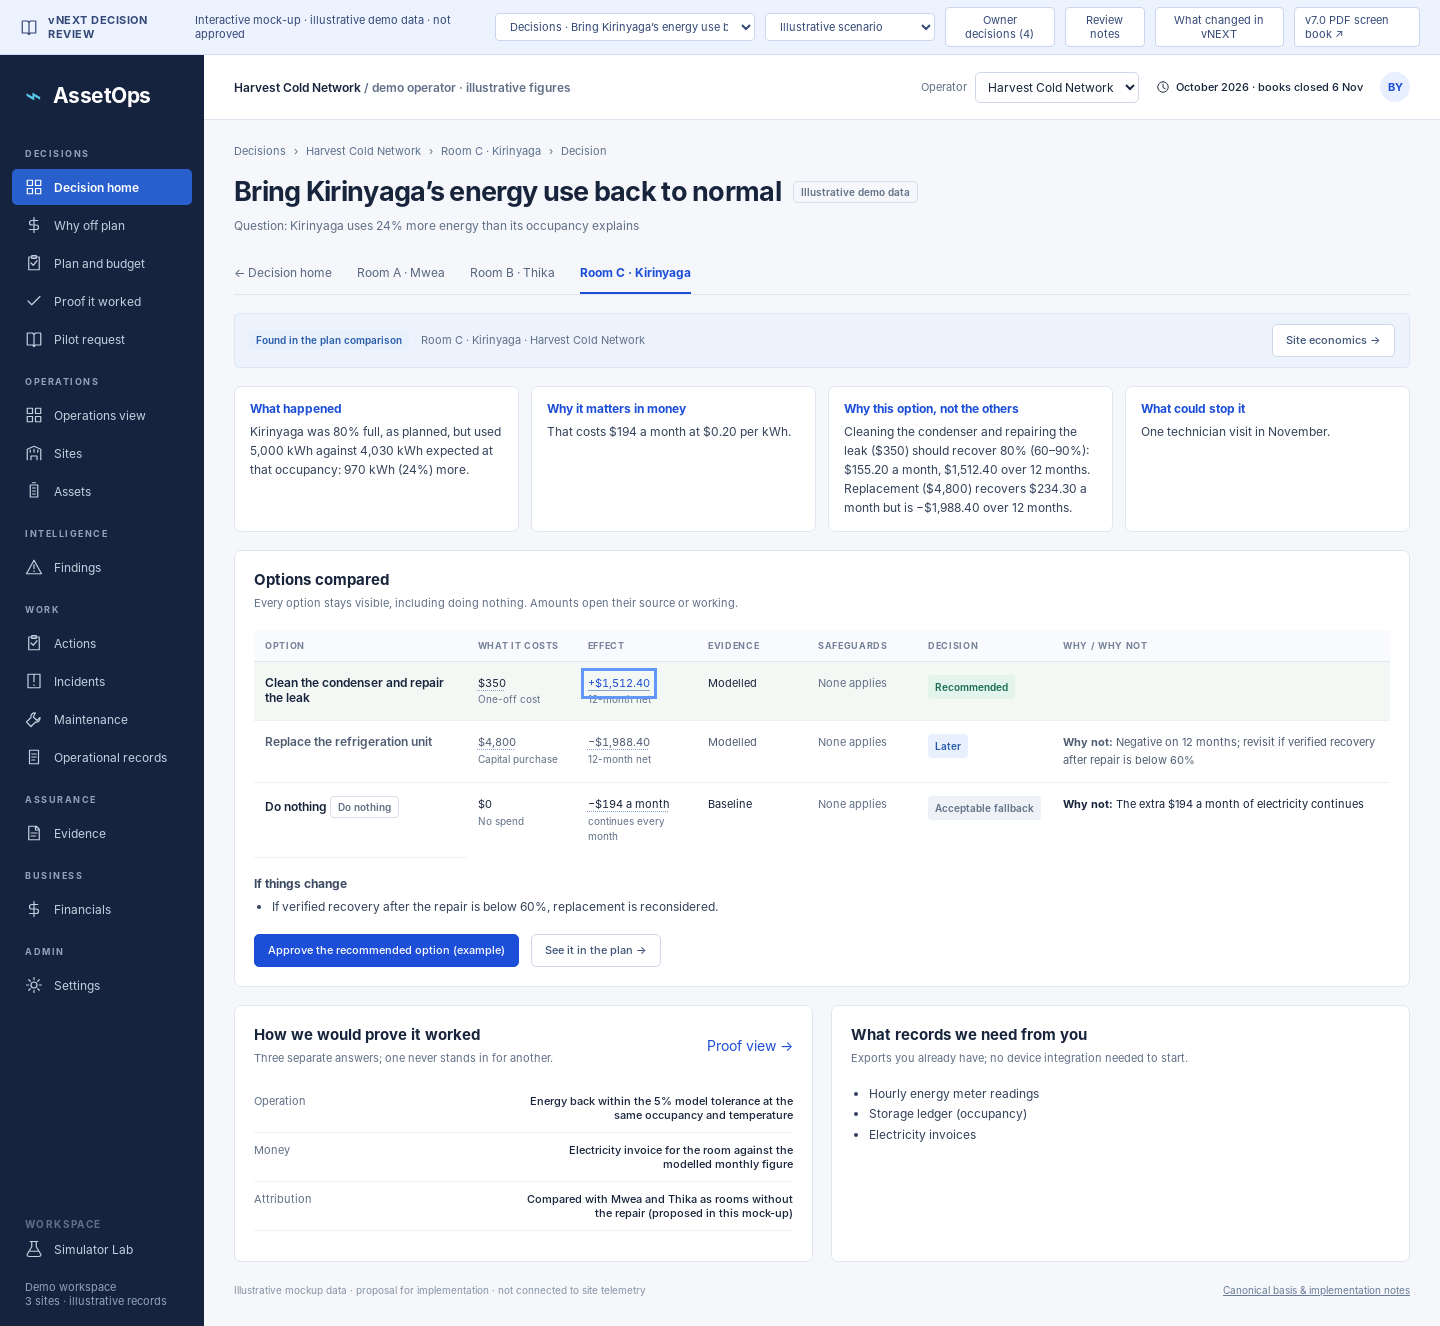 vNEXT DECISION
REVIEW
Interactive mock-up · illustrative demo data · not
approved
Decisions · Bring Kirinyaga's energy use b
Illustrative scenario
Owner
decisions (4)
Review
notes
What changed in
vNEXT
v7.0 PDF screen
book ↗
AssetOps
DECISIONS
Decision home
Why off plan
Plan and budget
Proof it worked
Pilot request
OPERATIONS
Operations view
Sites
Assets
INTELLIGENCE
Findings
WORK
Actions
Incidents
Maintenance
Operational records
ASSURANCE
Evidence
BUSINESS
Financials
ADMIN
Settings
WORKSPACE
Simulator Lab
Demo workspace
3 sites · illustrative records
Harvest Cold Network / demo operator · illustrative figures
Operator
Harvest Cold Network
October 2026 · books closed 6 Nov
BY
Decisions › Harvest Cold Network › Room C · Kirinyaga › Decision
Bring Kirinyaga’s energy use back to normal
Illustrative demo data
Question: Kirinyaga uses 24% more energy than its occupancy explains
← Decision home
Room A · Mwea
Room B · Thika
Room C · Kirinyaga
Found in the plan comparison
Room C · Kirinyaga · Harvest Cold Network
Site economics →
What happened
Kirinyaga was 80% full, as planned, but used
5,000 kWh against 4,030 kWh expected at
that occupancy: 970 kWh (24%) more.
Why it matters in money
That costs $194 a month at $0.20 per kWh.
Why this option, not the others
Cleaning the condenser and repairing the
leak ($350) should recover 80% (60–90%):
$155.20 a month, $1,512.40 over 12 months.
Replacement ($4,800) recovers $234.30 a
month but is −$1,988.40 over 12 months.
What could stop it
One technician visit in November.
Options compared
Every option stays visible, including doing nothing. Amounts open their source or working.
OPTION
WHAT IT COSTS
EFFECT
EVIDENCE
SAFEGUARDS
DECISION
WHY / WHY NOT
Clean the condenser and repair
the leak
$350
One-off cost
+$1,512.40
12-month net
Modelled
None applies
Recommended
Replace the refrigeration unit
$4,800
Capital purchase
−$1,988.40
12-month net
Modelled
None applies
Later
Why not: Negative on 12 months; revisit if verified recovery
after repair is below 60%
Do nothing
Do nothing
$0
No spend
−$194 a month
continues every
month
Baseline
None applies
Acceptable fallback
Why not: The extra $194 a month of electricity continues
If things change
• If verified recovery after the repair is below 60%, replacement is reconsidered.
Approve the recommended option (example)
See it in the plan →
How we would prove it worked
Three separate answers; one never stands in for another.
Proof view →
Operation
Energy back within the 5% model tolerance at the
same occupancy and temperature
Money
Electricity invoice for the room against the
modelled monthly figure
Attribution
Compared with Mwea and Thika as rooms without
the repair (proposed in this mock-up)
What records we need from you
Exports you already have; no device integration needed to start.
• Hourly energy meter readings
• Storage ledger (occupancy)
• Electricity invoices
Illustrative mockup data · proposal for implementation · not connected to site telemetry
Canonical basis & implementation notes